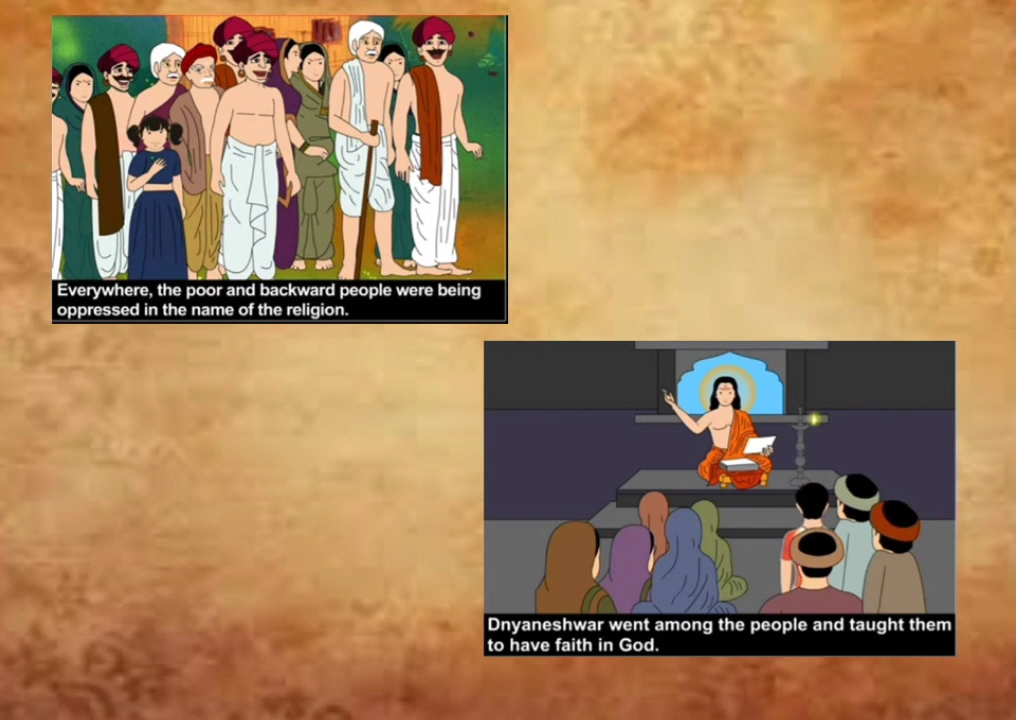 Everywhere, the poor and backward people were being
oppressed in the name of the religion.
Dnyaneshwar went among the people and taught them
to have faith in God.